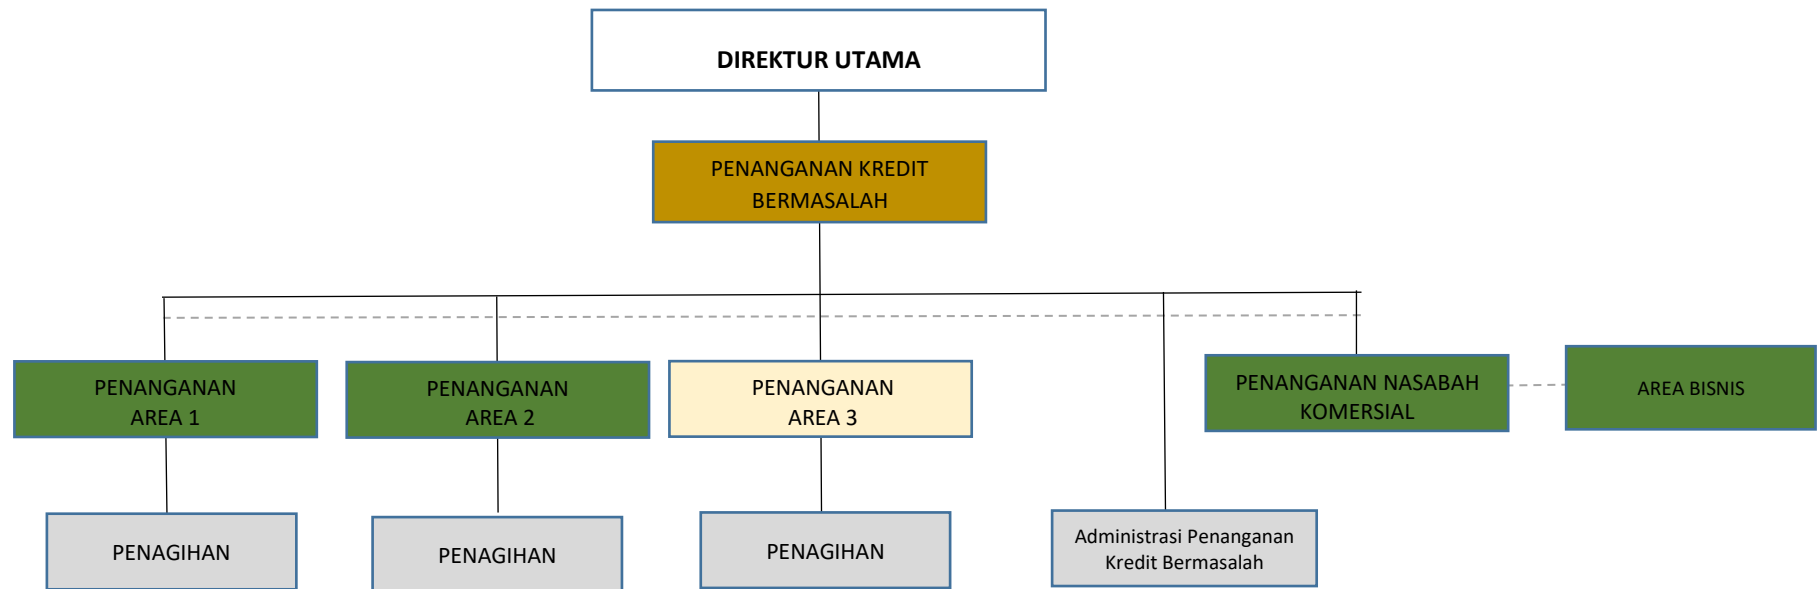 DIREKTUR UTAMA
PENANGANAN KREDIT
BERMASALAH
PENANGANAN
AREA 1
PENANGANAN
AREA 2
PENANGANAN
AREA 3
PENANGANAN NASABAH
KOMERSIAL
AREA BISNIS
PENAGIHAN
PENAGIHAN
PENAGIHAN
Administrasi Penanganan
Kredit Bermasalah